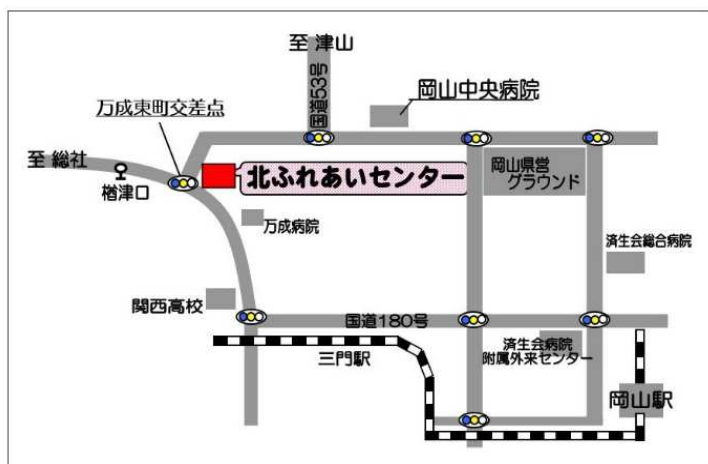 至 津山
国道53号
岡山中央病院
万成東町交差点
至 総社
楢津口
北ふれあいセンター
岡山県営
グラウンド
万成病院
済生会総合病院
関西高校
国道180号
三門駅
済生会病院
附属外来センター
岡山駅